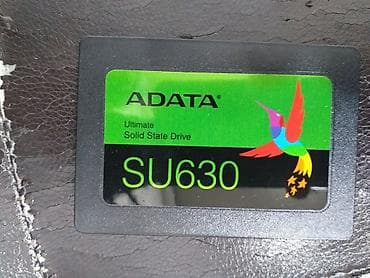 ADATA
Ultimate
Solid State Drive
SU630